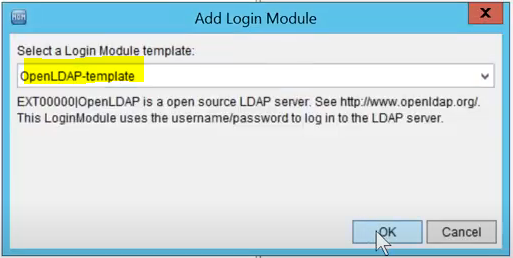 Add Login Module
Select a Login Module template:
OpenLDAP-template
EXT00000|OpenLDAP is a open source LDAP server. See http://www.openldap.org/.
This LoginModule uses the username/password to log in to the LDAP server.
OK
Cancel